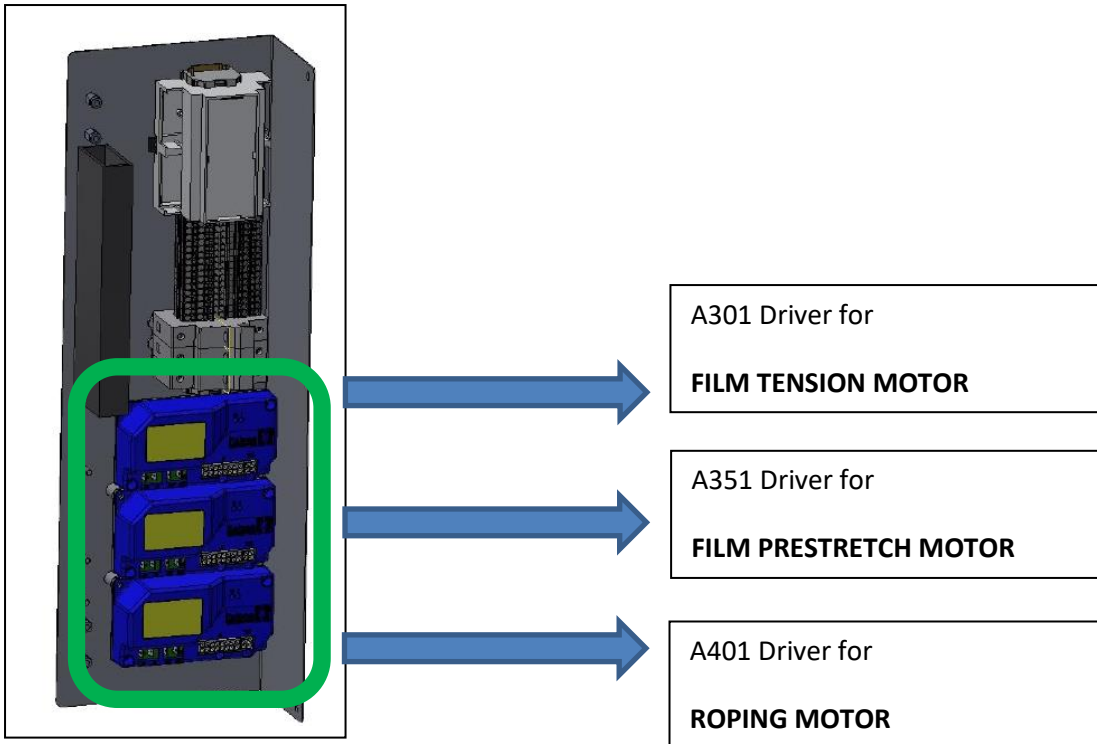 A301 Driver for
FILM TENSION MOTOR
A351 Driver for
FILM PRESTRETCH MOTOR
A401 Driver for
ROPING MOTOR